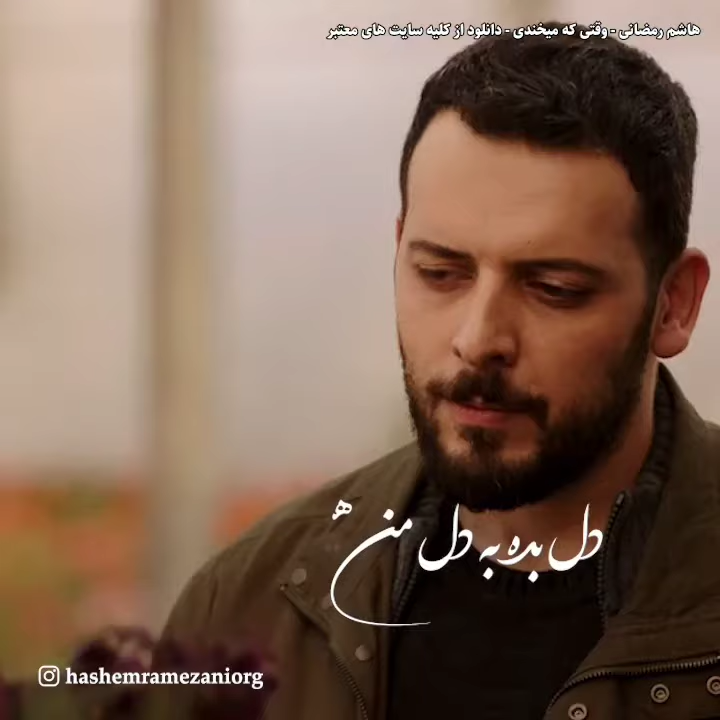 هاشم رمضانی - وقتی که میخندی - دانلود از کلیه سایت های معتبر
دل بده به دل من
hashemramezaniorg